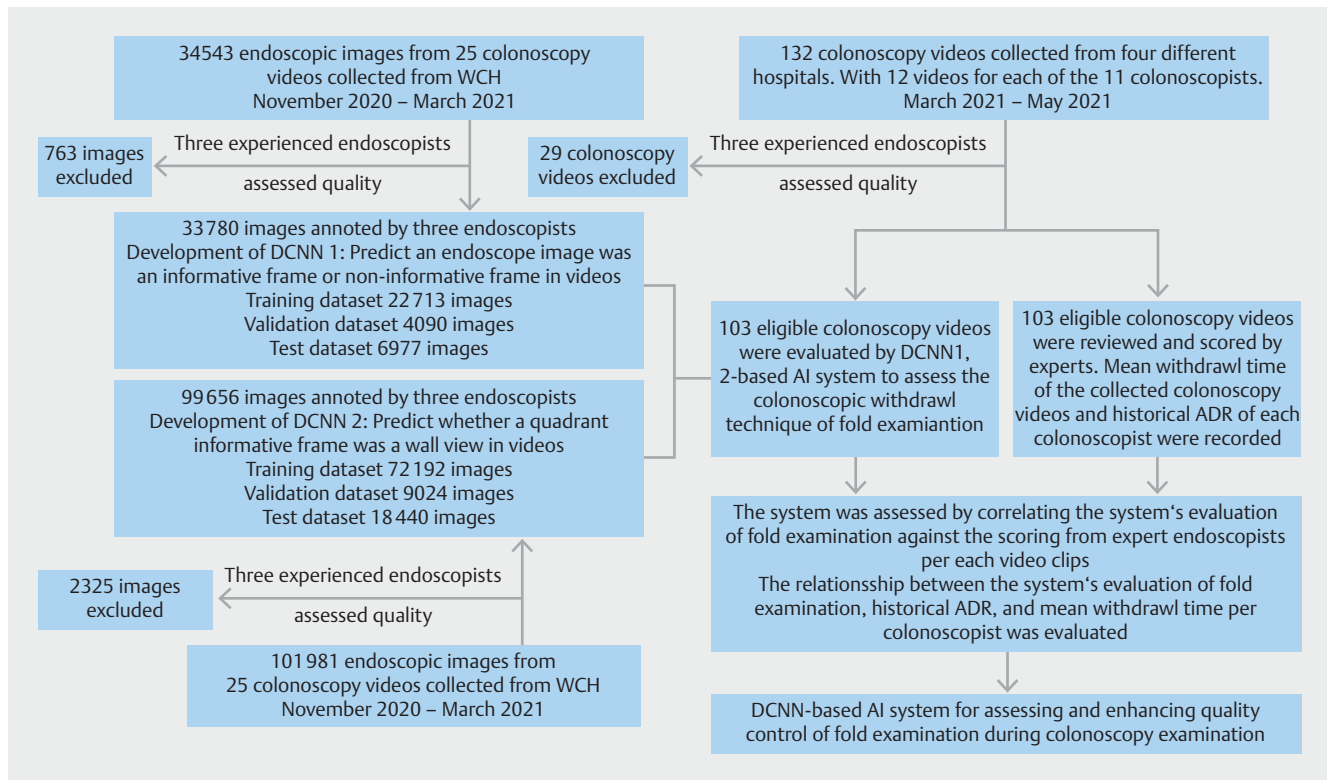 34543 endoscopic images from 25 colonoscopy
videos collected from WCH
November 2020 – March 2021
763 images
excluded
Three experienced endoscopists
assessed quality
33780 images annoted by three endoscopists
Development of DCNN 1: Predict an endoscope image was
an informative frame or non-informative frame in videos
Training dataset 22713 images
Validation dataset 4090 images
Test dataset 6977 images
99656 images annoted by three endoscopists
Development of DCNN 2: Predict whether a quadrant
informative frame was a wall view in videos
Training dataset 72192 images
Validation dataset 9024 images
Test dataset 18440 images
2325 images
excluded
Three experienced endoscopists
assessed quality
101981 endoscopic images from
25 colonoscopy videos collected from WCH
November 2020 – March 2021
132 colonoscopy videos collected from four different
hospitals. With 12 videos for each of the 11 colonoscopists.
March 2021 – May 2021
29 colonoscopy
videos excluded
Three experienced endoscopists
assessed quality
103 eligible colonoscopy videos
were evaluated by DCNN1,
2-based AI system to assess the
colonoscopic withdrawl
technique of fold examiantion
103 eligible colonoscopy videos
were reviewed and scored by
experts. Mean withdrawl time
of the collected colonoscopy
videos and historical ADR of each
colonoscopist were recorded
The system was assessed by correlating the system‘s evaluation
of fold examination against the scoring from expert endoscopists
per each video clips
The relationsship between the system‘s evaluation of fold
examination, historical ADR, and mean withdrawl time per
colonoscopist was evaluated
DCNN-based AI system for assessing and enhancing quality
control of fold examination during colonoscopy examination